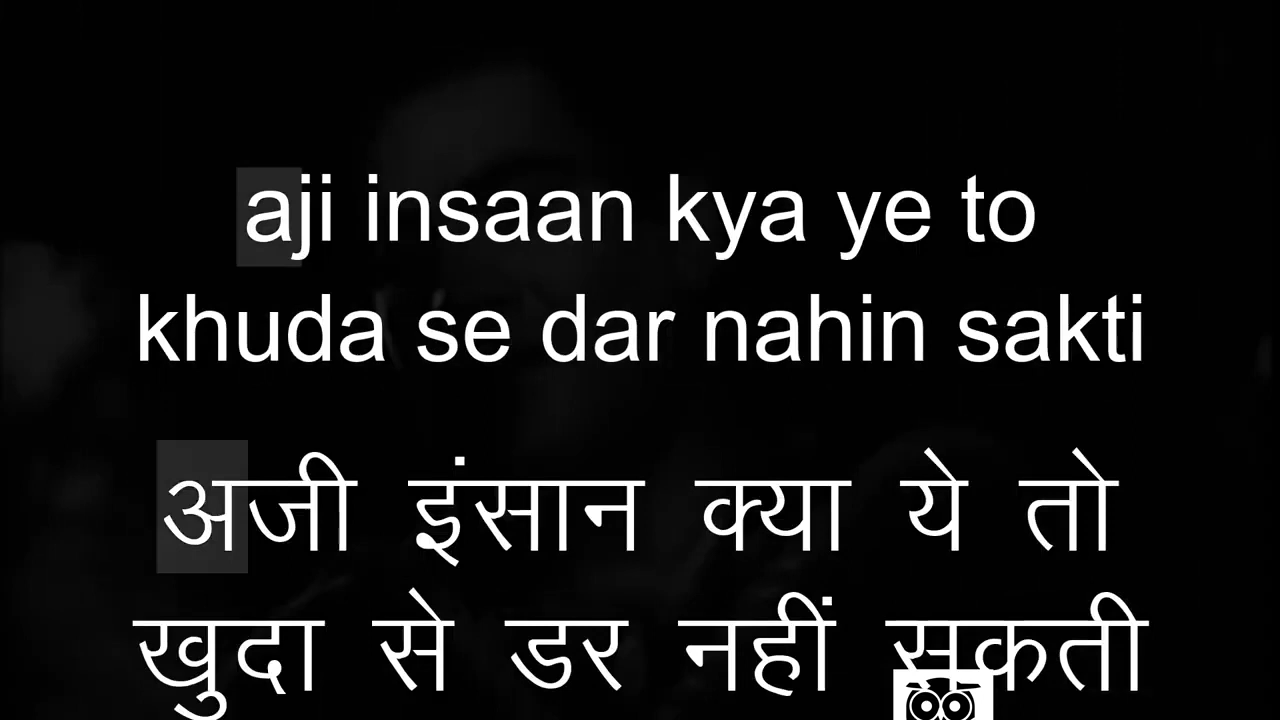 aji insaan kya ye to
khuda se dar nahin sakti
अजी इंसान क्या ये तो
खुदा से डर नहीं सकती